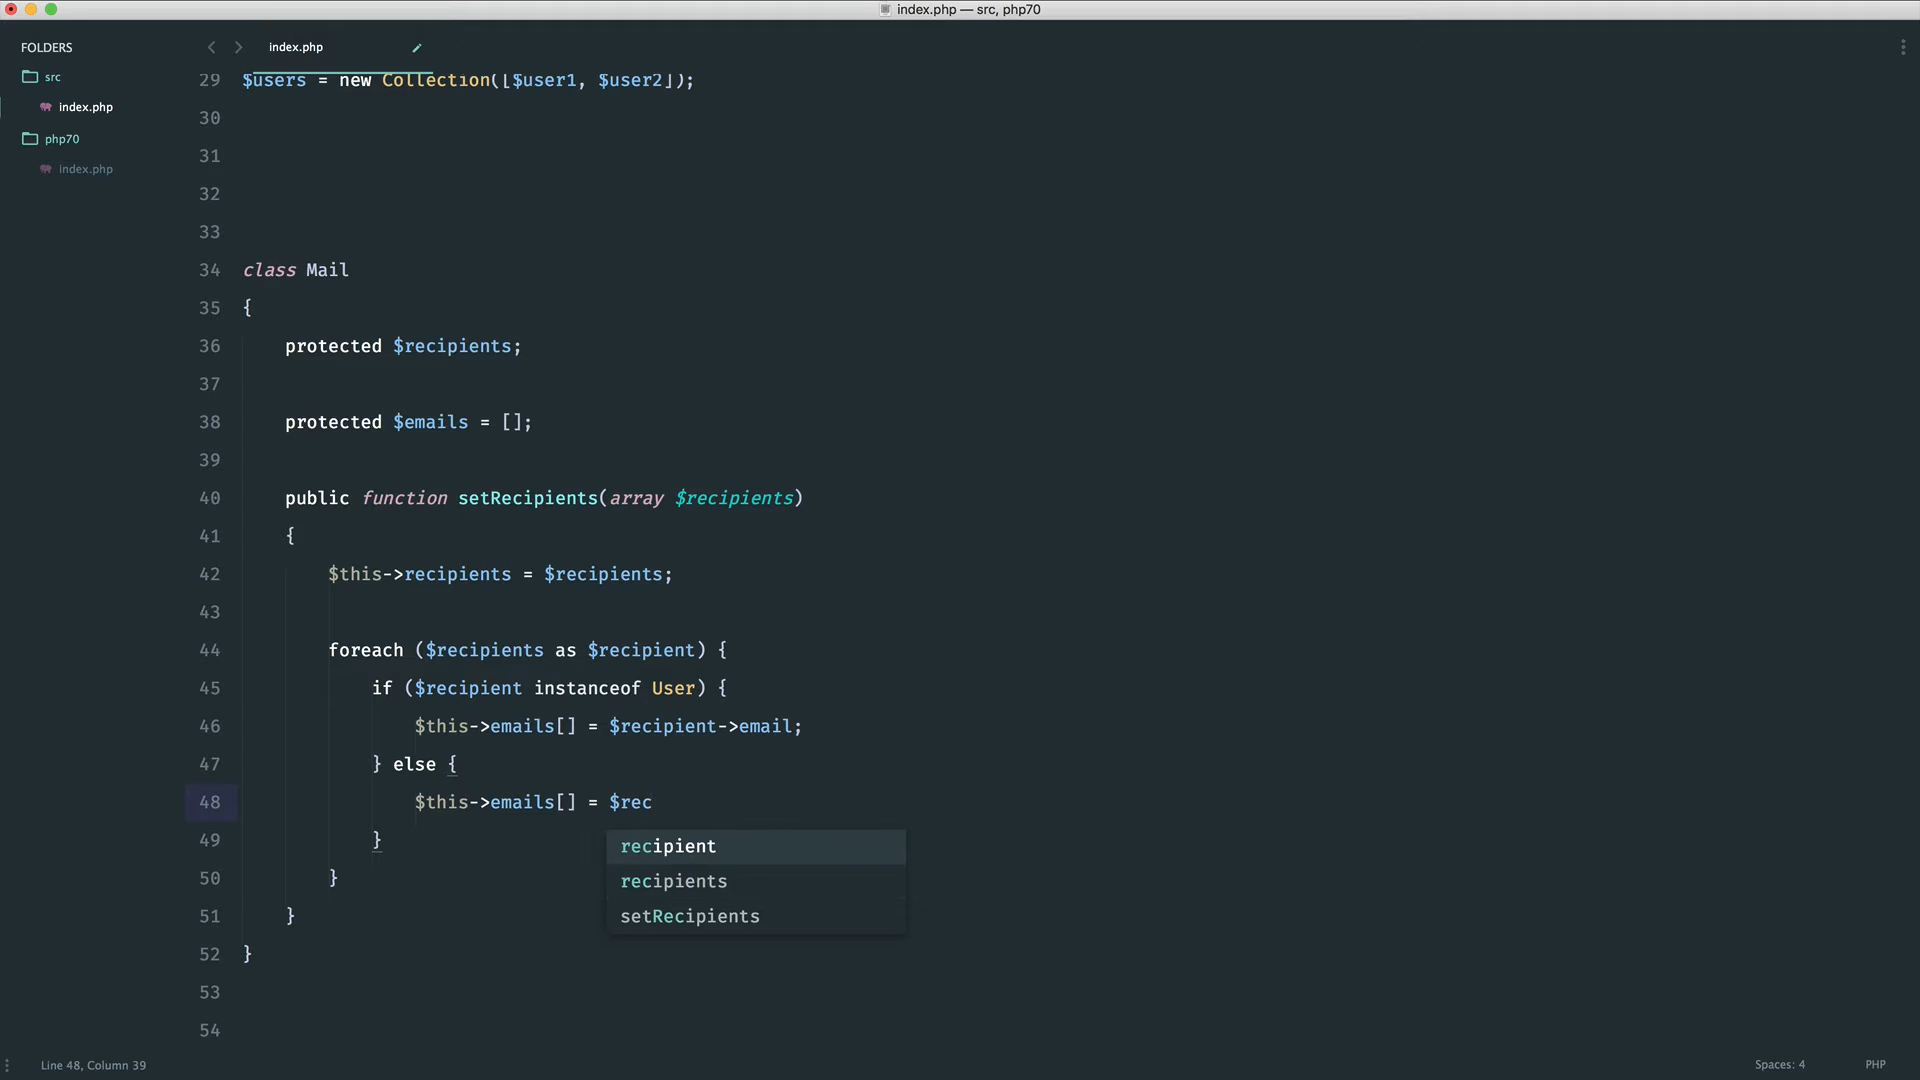 index.php — src, php70
FOLDERS
src
index.php
php70
index.php
index.php
29 $users = new Collection([$user1, $user2]);
30
31
32
33
34 class Mail
35 {
36 protected $recipients;
37
38 protected $emails = [];
39
40 public function setRecipients(array $recipients)
41 {
42 $this->recipients = $recipients;
43
44 foreach ($recipients as $recipient) {
45 if ($recipient instanceof User) {
46 $this->emails[] = $recipient->email;
47 } else {
48 $this->emails[] = $rec
49 }
50 }
51 }
52 }
53
54
recipient
recipients
setRecipients
Line 48, Column 39
Spaces: 4
PHP